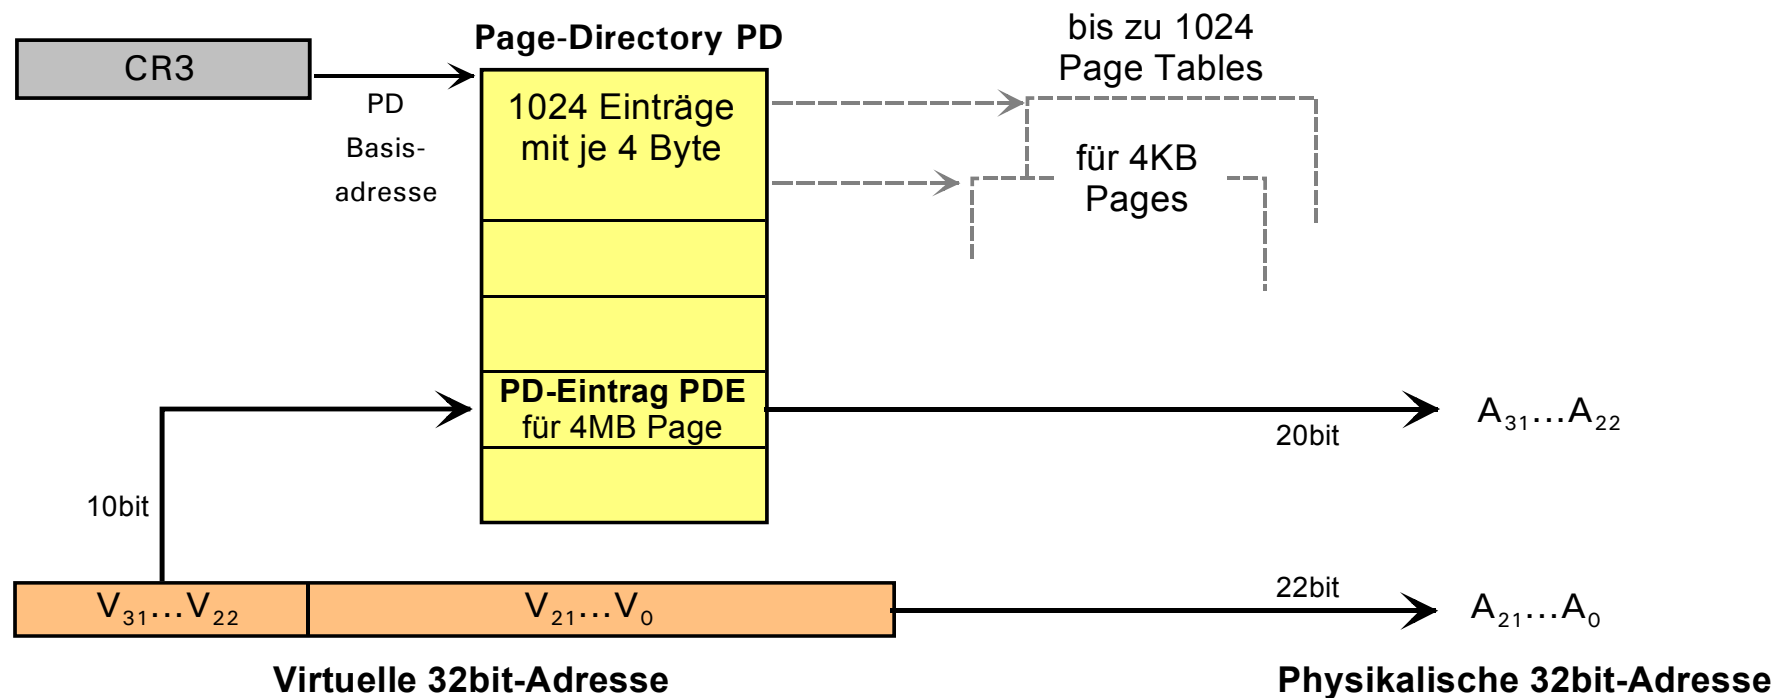 CR3
PD
Basis-
adresse
Page-Directory PD
1024 Einträge
mit je 4 Byte
bis zu 1024
Page Tables
für 4KB
Pages
PD-Eintrag PDE
für 4MB Page
20bit
A₃₁...A₂₂
10bit
V₃₁...V₂₂
V₂₁...V₀
22bit
A₂₁...A₀
Virtuelle 32bit-Adresse
Physikalische 32bit-Adresse